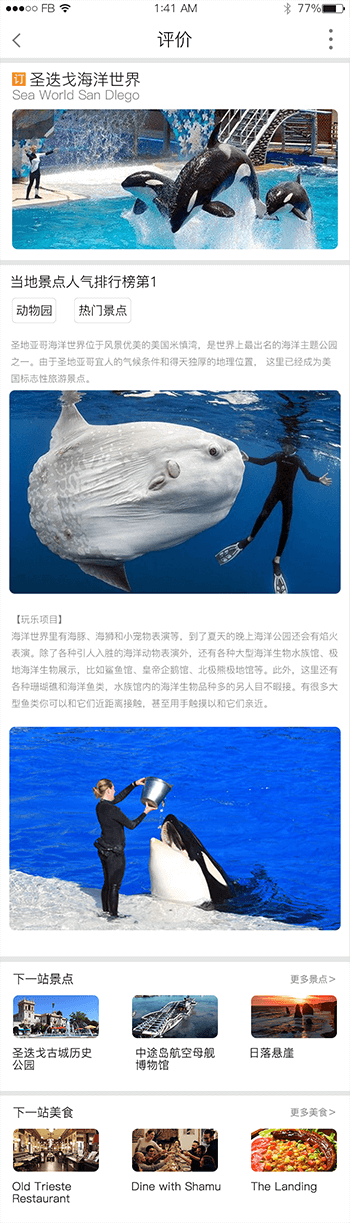 FB 1:41 AM 77%
评价
订 圣迭戈海洋世界
Sea World San DIego
当地景点人气排行榜第1
动物园 热门景点
圣地亚哥海洋世界位于风景优美的美国米慎湾，是世界上最出名的海洋主题公园
之一。由于圣地亚哥宜人的气候条件和得天独厚的地理位置， 这里已经成为美
国标志性旅游景点。
【玩乐项目】
海洋世界里有海豚、海狮和小宠物表演等，到了夏天的晚上海洋公园还会有焰火
表演。除了各种引人入胜的海洋动物表演外，还有各种大型海洋生物水族馆、极
地海洋生物展示，比如鲨鱼馆、皇帝企鹅馆、北极熊极地馆等。此外，这里还有
各种珊瑚礁和海洋鱼类，水族馆内的海洋生物品种多的另人目不暇接。有很多大
型鱼类你可以和它们近距离接触，甚至用手触摸以和它们亲近。
下一站景点 更多景点>
圣迭戈古城历史
公园
中途岛航空母舰
博物馆
日落悬崖
下一站美食 更多美食>
Old Trieste
Restaurant
Dine with Shamu
The Landing